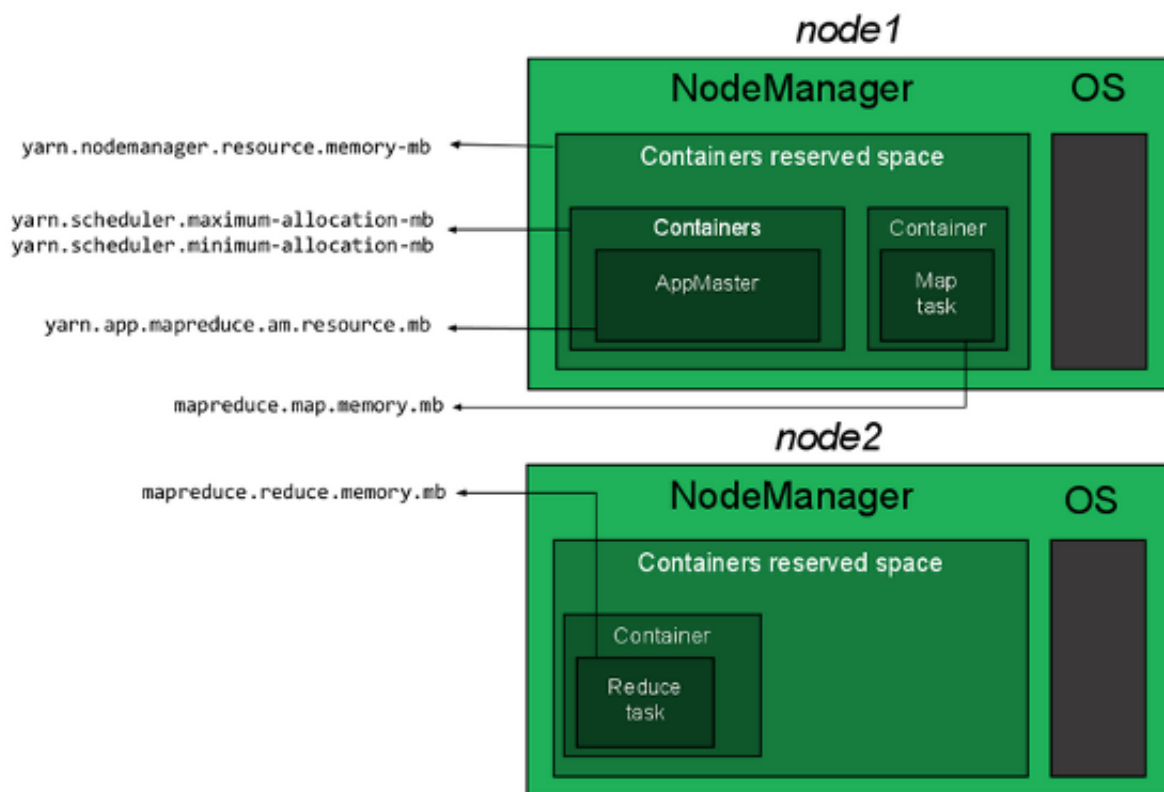 node1
NodeManager OS
yarn.nodemanager.resource.memory-mb
Containers reserved space
yarn.scheduler.maximum-allocation-mb
yarn.scheduler.minimum-allocation-mb
Containers
Container
AppMaster
Map
task
yarn.app.mapreduce.am.resource.mb
mapreduce.map.memory.mb
node2
mapreduce.reduce.memory.mb
NodeManager OS
Containers reserved space
Container
Reduce
task